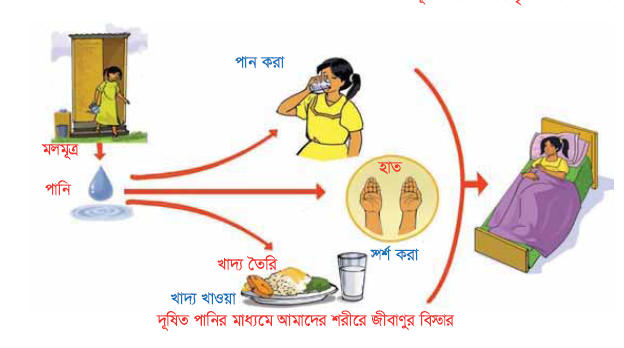 পান করা
মলমূত্র
পানি
হাত
স্পর্শ করা
খাদ্য তৈরি
খাদ্য খাওয়া
দূষিত পানির মাধ্যমে আমাদের শরীরে জীবাণুর বিস্তার